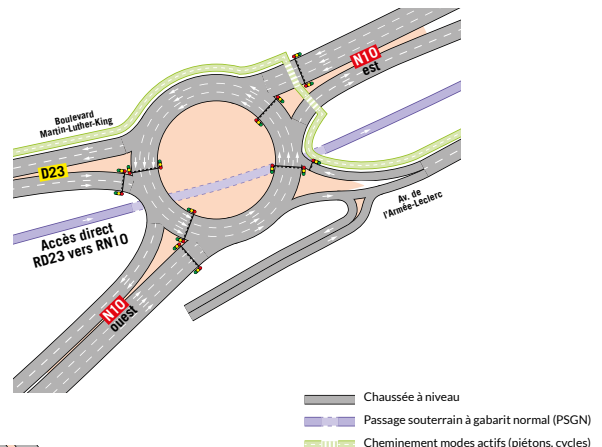 N10
est
Boulevard
Martin-Luther-King
D23
Accès direct
RD23 vers RN10
Av. de
l'Armée-Leclerc
N10
ouest
Chaussée à niveau
Passage souterrain à gabarit normal (PSGN)
Cheminement modes actifs (piétons, cycles)